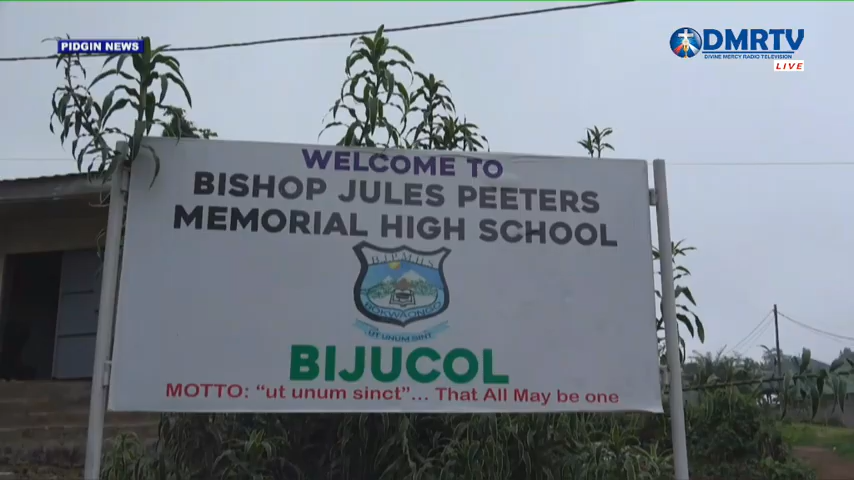 PIDGIN NEWS
DMRTV
DIVINE MERCY RADIO TELEVISION
LIVE
WELCOME TO
BISHOP JULES PEETERS
MEMORIAL HIGH SCHOOL
B.J.P.M.H.S
UT UNUM SINT
BIJUCOL
MOTTO: "ut unum sinct"... That All May be one